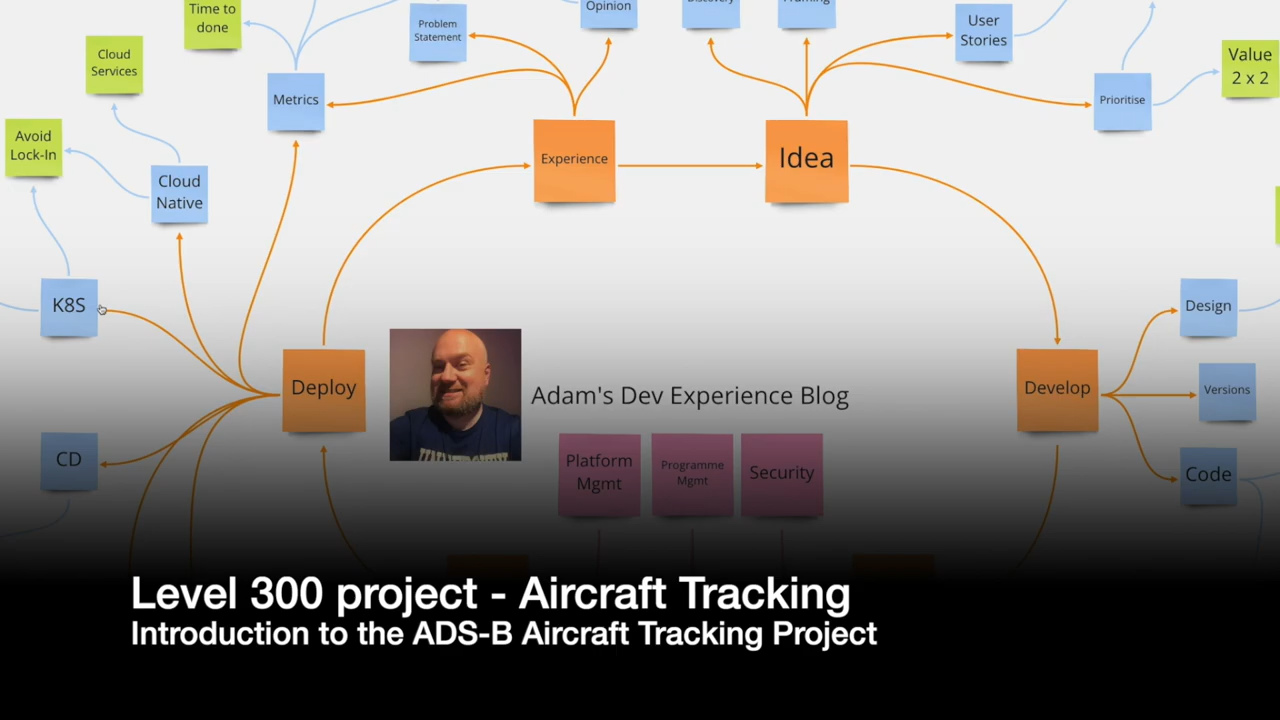 Time to
done
Problem
Statement
Opinion
Discovery
Framing
User
Stories
Value
2 x 2
Cloud
Services
Metrics
Prioritise
Avoid
Lock-In
Experience
Idea
Cloud
Native
K8S
Design
Deploy
Adam's Dev Experience Blog
Develop
Versions
CD
Platform
Mgmt
Programme
Mgmt
Security
Code
Level 300 project - Aircraft Tracking
Introduction to the ADS-B Aircraft Tracking Project